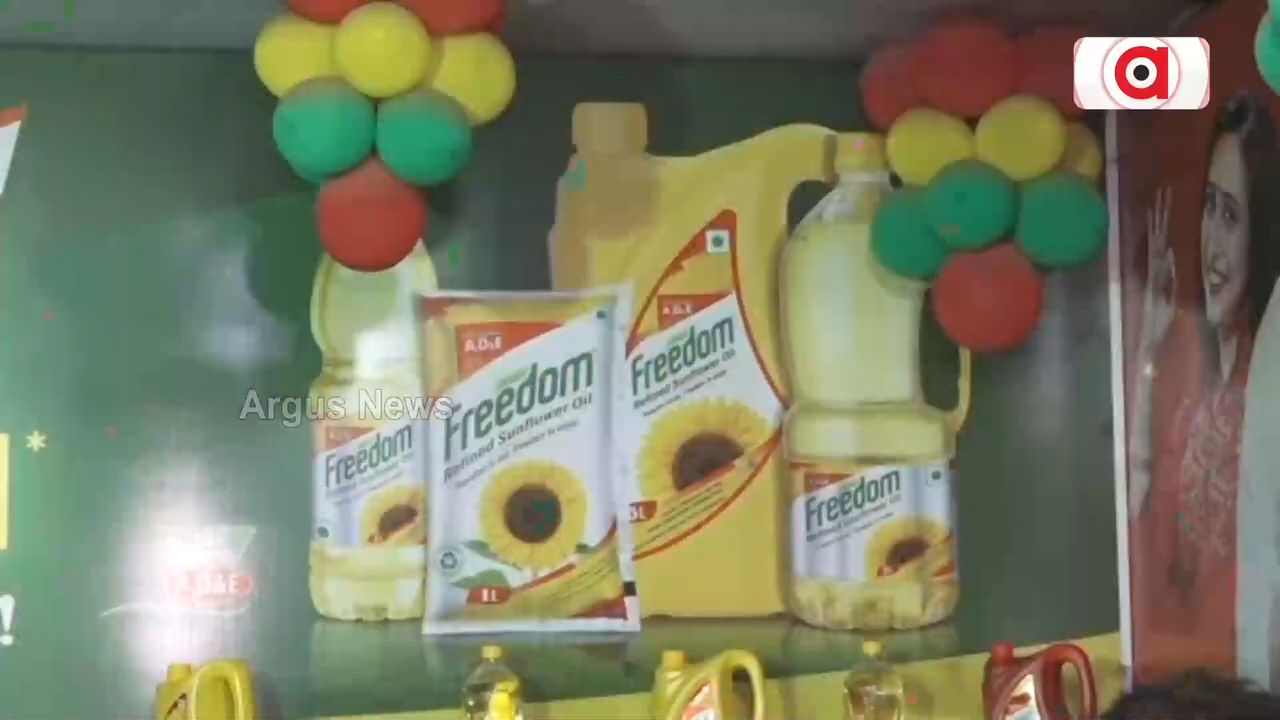 a
A,D&E
Freedom
Refined Sunflower Oil
1L
A,D&E
Freedom
Refined Sunflower Oil
5L
Argus News
Freedom
Refined Sunflower Oil
Freedom
Refined Sunflower Oil
*
A,D&E
!